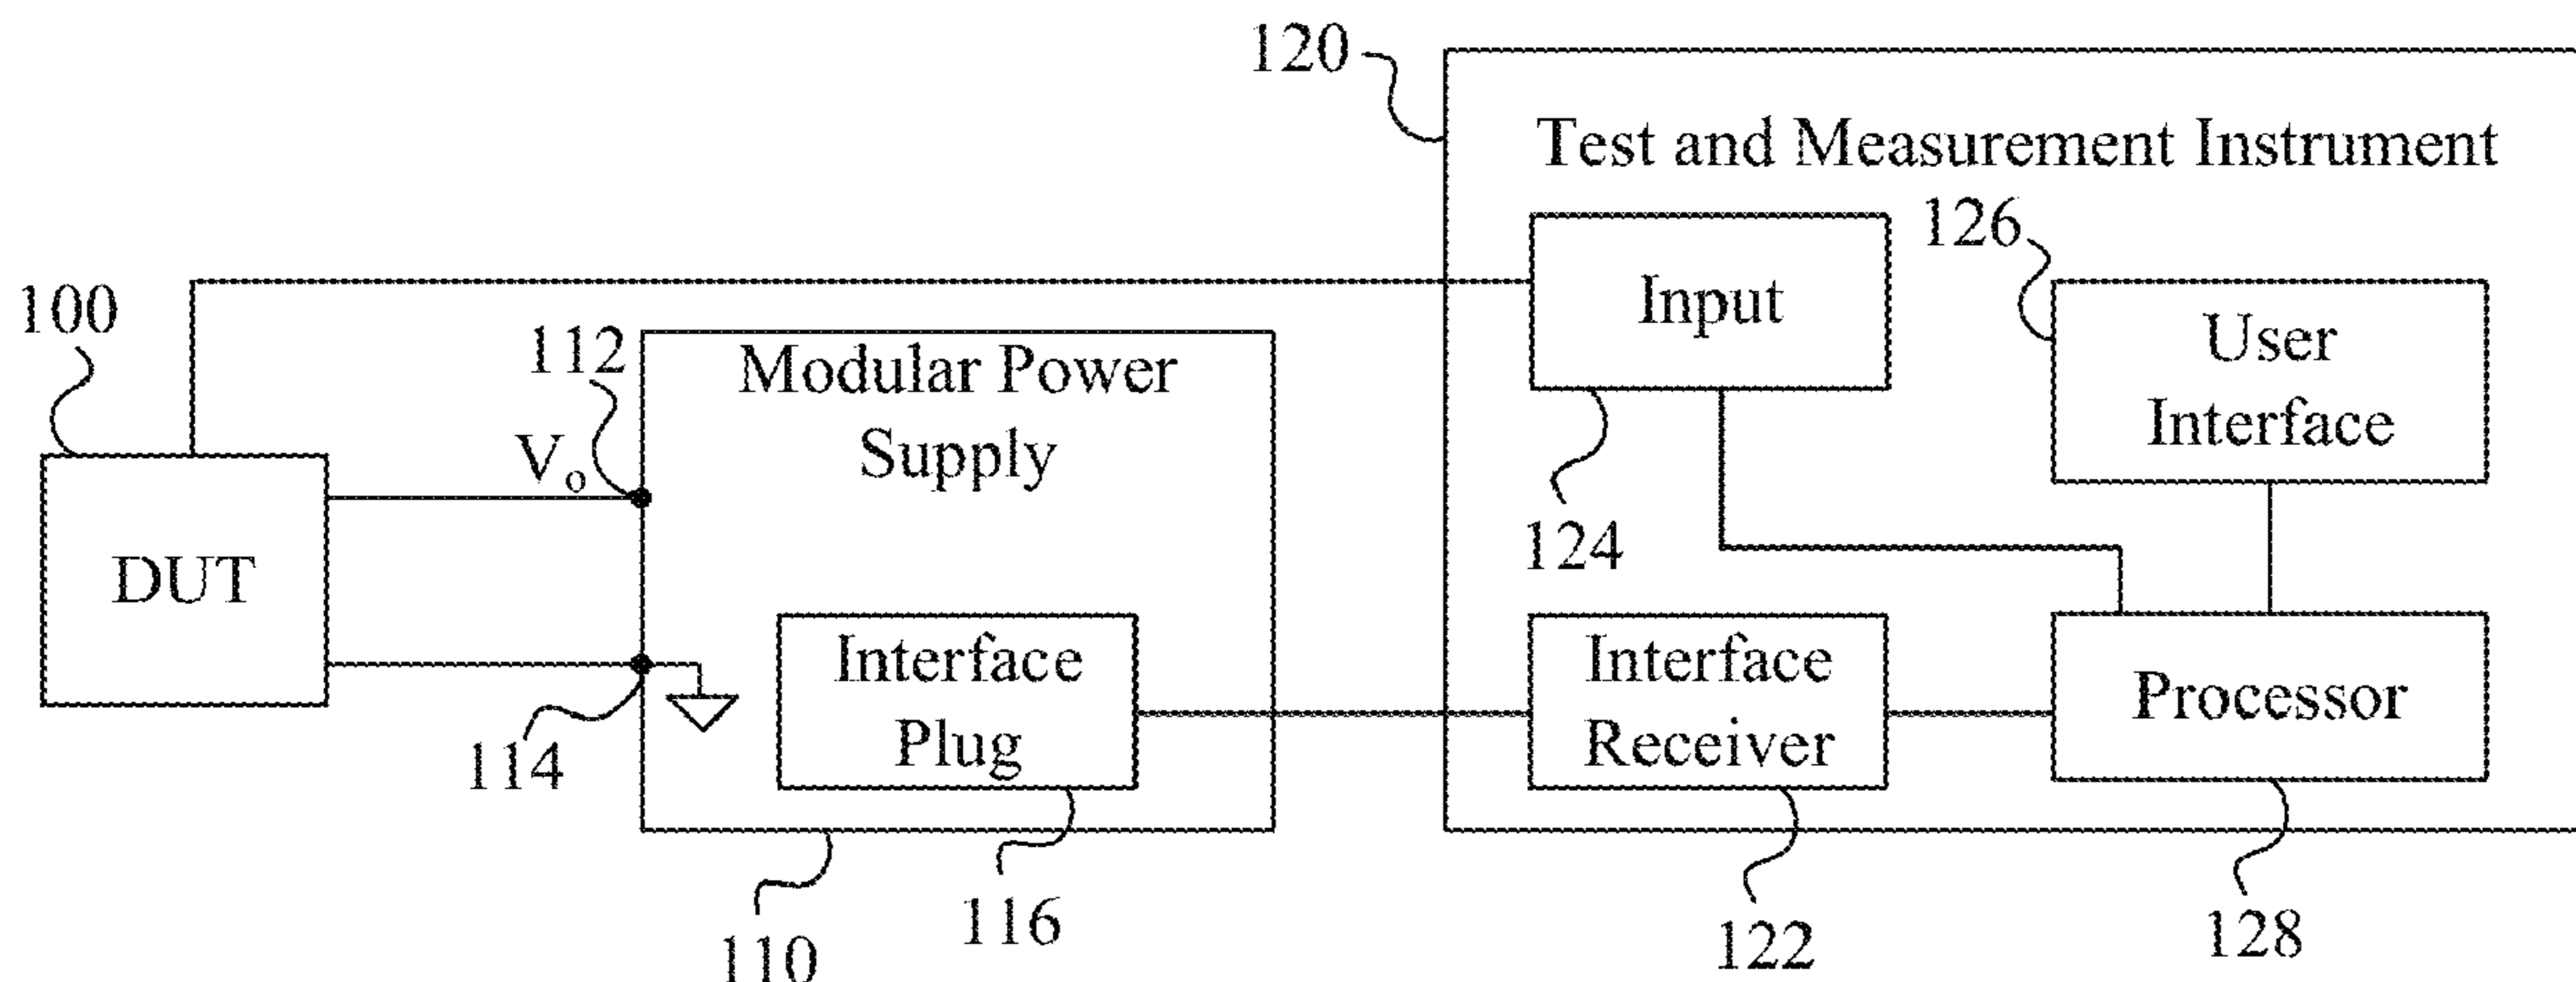 120
Test and Measurement Instrument
126
Input
User
Interface
100
112
Modular Power
Supply
Vo
124
DUT
Interface
Plug
Interface
Receiver
Processor
114
116
110
122
128